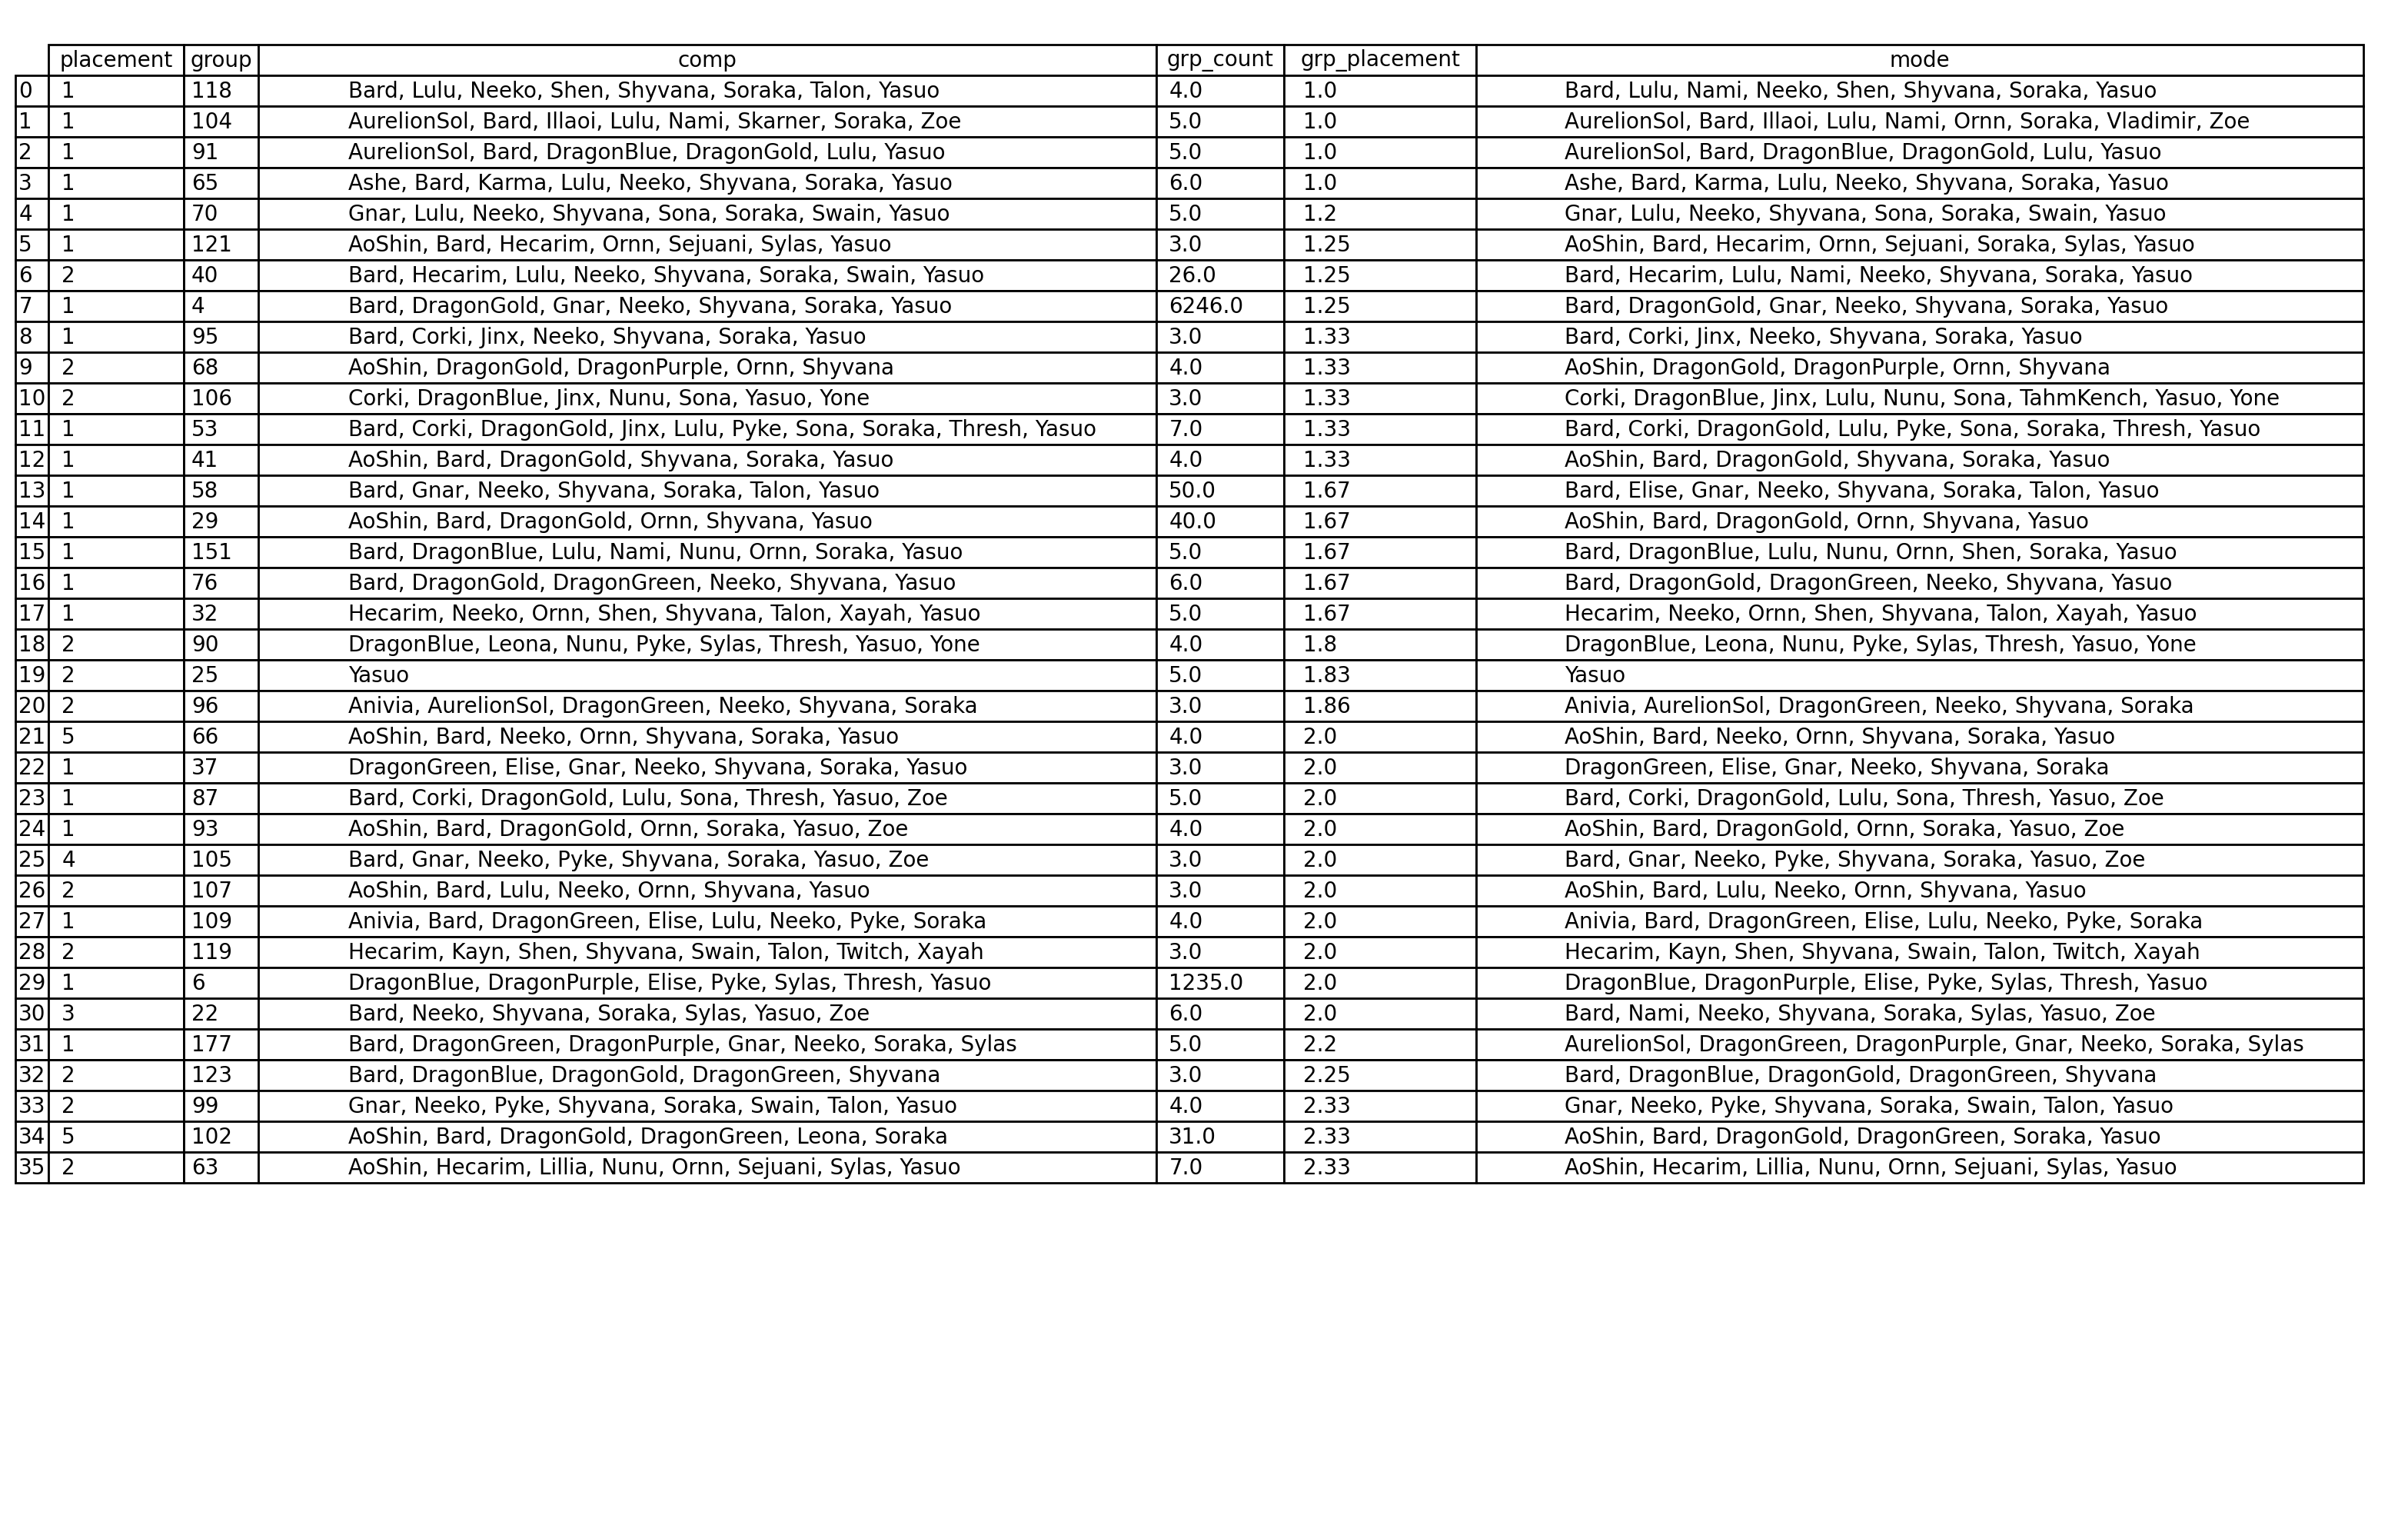 placement group comp grp_count grp_placement mode
0 1 118 Bard, Lulu, Neeko, Shen, Shyvana, Soraka, Talon, Yasuo 4.0 1.0 Bard, Lulu, Nami, Neeko, Shen, Shyvana, Soraka, Yasuo
1 1 104 AurelionSol, Bard, Illaoi, Lulu, Nami, Skarner, Soraka, Zoe 5.0 1.0 AurelionSol, Bard, Illaoi, Lulu, Nami, Ornn, Soraka, Vladimir, Zoe
2 1 91 AurelionSol, Bard, DragonBlue, DragonGold, Lulu, Yasuo 5.0 1.0 AurelionSol, Bard, DragonBlue, DragonGold, Lulu, Yasuo
3 1 65 Ashe, Bard, Karma, Lulu, Neeko, Shyvana, Soraka, Yasuo 6.0 1.0 Ashe, Bard, Karma, Lulu, Neeko, Shyvana, Soraka, Yasuo
4 1 70 Gnar, Lulu, Neeko, Shyvana, Sona, Soraka, Swain, Yasuo 5.0 1.2 Gnar, Lulu, Neeko, Shyvana, Sona, Soraka, Swain, Yasuo
5 1 121 AoShin, Bard, Hecarim, Ornn, Sejuani, Sylas, Yasuo 3.0 1.25 AoShin, Bard, Hecarim, Ornn, Sejuani, Soraka, Sylas, Yasuo
6 2 40 Bard, Hecarim, Lulu, Neeko, Shyvana, Soraka, Swain, Yasuo 26.0 1.25 Bard, Hecarim, Lulu, Nami, Neeko, Shyvana, Soraka, Yasuo
7 1 4 Bard, DragonGold, Gnar, Neeko, Shyvana, Soraka, Yasuo 6246.0 1.25 Bard, DragonGold, Gnar, Neeko, Shyvana, Soraka, Yasuo
8 1 95 Bard, Corki, Jinx, Neeko, Shyvana, Soraka, Yasuo 3.0 1.33 Bard, Corki, Jinx, Neeko, Shyvana, Soraka, Yasuo
9 2 68 AoShin, DragonGold, DragonPurple, Ornn, Shyvana 4.0 1.33 AoShin, DragonGold, DragonPurple, Ornn, Shyvana
10 2 106 Corki, DragonBlue, Jinx, Nunu, Sona, Yasuo, Yone 3.0 1.33 Corki, DragonBlue, Jinx, Lulu, Nunu, Sona, TahmKench, Yasuo, Yone
11 1 53 Bard, Corki, DragonGold, Jinx, Lulu, Pyke, Sona, Soraka, Thresh, Yasuo 7.0 1.33 Bard, Corki, DragonGold, Lulu, Pyke, Sona, Soraka, Thresh, Yasuo
12 1 41 AoShin, Bard, DragonGold, Shyvana, Soraka, Yasuo 4.0 1.33 AoShin, Bard, DragonGold, Shyvana, Soraka, Yasuo
13 1 58 Bard, Gnar, Neeko, Shyvana, Soraka, Talon, Yasuo 50.0 1.67 Bard, Elise, Gnar, Neeko, Shyvana, Soraka, Talon, Yasuo
14 1 29 AoShin, Bard, DragonGold, Ornn, Shyvana, Yasuo 40.0 1.67 AoShin, Bard, DragonGold, Ornn, Shyvana, Yasuo
15 1 151 Bard, DragonBlue, Lulu, Nami, Nunu, Ornn, Soraka, Yasuo 5.0 1.67 Bard, DragonBlue, Lulu, Nunu, Ornn, Shen, Soraka, Yasuo
16 1 76 Bard, DragonGold, DragonGreen, Neeko, Shyvana, Yasuo 6.0 1.67 Bard, DragonGold, DragonGreen, Neeko, Shyvana, Yasuo
17 1 32 Hecarim, Neeko, Ornn, Shen, Shyvana, Talon, Xayah, Yasuo 5.0 1.67 Hecarim, Neeko, Ornn, Shen, Shyvana, Talon, Xayah, Yasuo
18 2 90 DragonBlue, Leona, Nunu, Pyke, Sylas, Thresh, Yasuo, Yone 4.0 1.8 DragonBlue, Leona, Nunu, Pyke, Sylas, Thresh, Yasuo, Yone
19 2 25 Yasuo 5.0 1.83 Yasuo
20 2 96 Anivia, AurelionSol, DragonGreen, Neeko, Shyvana, Soraka 3.0 1.86 Anivia, AurelionSol, DragonGreen, Neeko, Shyvana, Soraka
21 5 66 AoShin, Bard, Neeko, Ornn, Shyvana, Soraka, Yasuo 4.0 2.0 AoShin, Bard, Neeko, Ornn, Shyvana, Soraka, Yasuo
22 1 37 DragonGreen, Elise, Gnar, Neeko, Shyvana, Soraka, Yasuo 3.0 2.0 DragonGreen, Elise, Gnar, Neeko, Shyvana, Soraka
23 1 87 Bard, Corki, DragonGold, Lulu, Sona, Thresh, Yasuo, Zoe 5.0 2.0 Bard, Corki, DragonGold, Lulu, Sona, Thresh, Yasuo, Zoe
24 1 93 AoShin, Bard, DragonGold, Ornn, Soraka, Yasuo, Zoe 4.0 2.0 AoShin, Bard, DragonGold, Ornn, Soraka, Yasuo, Zoe
25 4 105 Bard, Gnar, Neeko, Pyke, Shyvana, Soraka, Yasuo, Zoe 3.0 2.0 Bard, Gnar, Neeko, Pyke, Shyvana, Soraka, Yasuo, Zoe
26 2 107 AoShin, Bard, Lulu, Neeko, Ornn, Shyvana, Yasuo 3.0 2.0 AoShin, Bard, Lulu, Neeko, Ornn, Shyvana, Yasuo
27 1 109 Anivia, Bard, DragonGreen, Elise, Lulu, Neeko, Pyke, Soraka 4.0 2.0 Anivia, Bard, DragonGreen, Elise, Lulu, Neeko, Pyke, Soraka
28 2 119 Hecarim, Kayn, Shen, Shyvana, Swain, Talon, Twitch, Xayah 3.0 2.0 Hecarim, Kayn, Shen, Shyvana, Swain, Talon, Twitch, Xayah
29 1 6 DragonBlue, DragonPurple, Elise, Pyke, Sylas, Thresh, Yasuo 1235.0 2.0 DragonBlue, DragonPurple, Elise, Pyke, Sylas, Thresh, Yasuo
30 3 22 Bard, Neeko, Shyvana, Soraka, Sylas, Yasuo, Zoe 6.0 2.0 Bard, Nami, Neeko, Shyvana, Soraka, Sylas, Yasuo, Zoe
31 1 177 Bard, DragonGreen, DragonPurple, Gnar, Neeko, Soraka, Sylas 5.0 2.2 AurelionSol, DragonGreen, DragonPurple, Gnar, Neeko, Soraka, Sylas
32 2 123 Bard, DragonBlue, DragonGold, DragonGreen, Shyvana 3.0 2.25 Bard, DragonBlue, DragonGold, DragonGreen, Shyvana
33 2 99 Gnar, Neeko, Pyke, Shyvana, Soraka, Swain, Talon, Yasuo 4.0 2.33 Gnar, Neeko, Pyke, Shyvana, Soraka, Swain, Talon, Yasuo
34 5 102 AoShin, Bard, DragonGold, DragonGreen, Leona, Soraka 31.0 2.33 AoShin, Bard, DragonGold, DragonGreen, Soraka, Yasuo
35 2 63 AoShin, Hecarim, Lillia, Nunu, Ornn, Sejuani, Sylas, Yasuo 7.0 2.33 AoShin, Hecarim, Lillia, Nunu, Ornn, Sejuani, Sylas, Yasuo